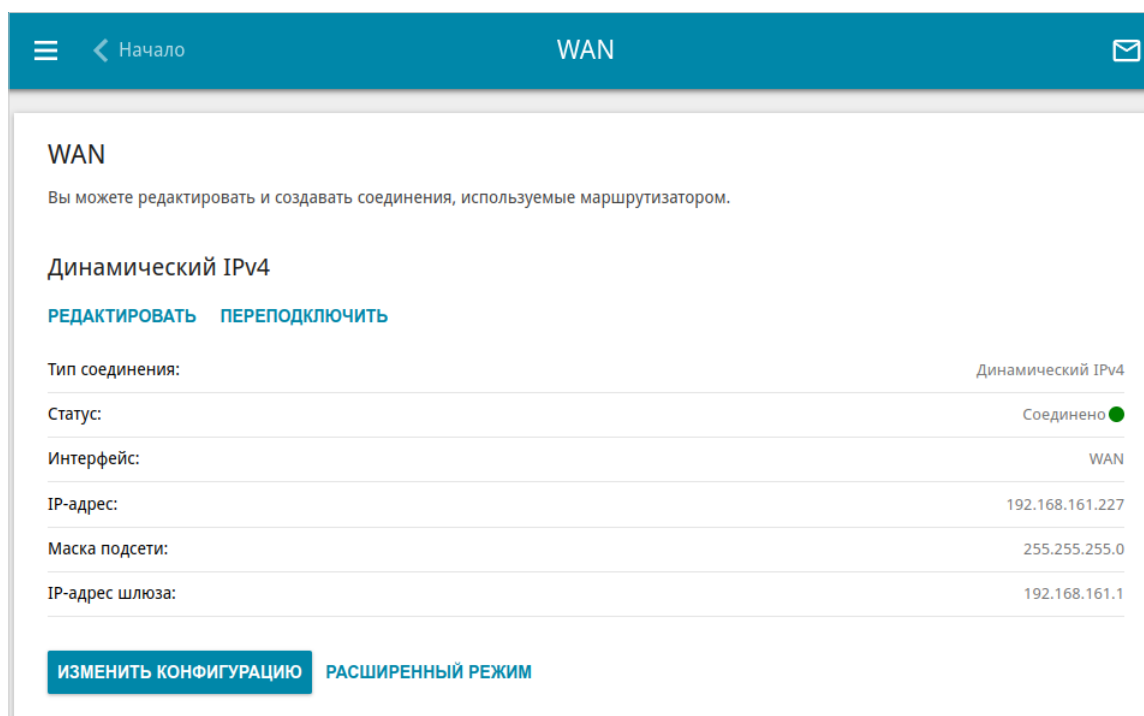 Начало WAN
WAN
Вы можете редактировать и создавать соединения, используемые маршрутизатором.
Динамический IPv4
РЕДАКТИРОВАТЬ ПЕРЕПОДКЛЮЧИТЬ
Тип соединения: Динамический IPv4
Статус: Соединено
Интерфейс: WAN
IP-адрес: 192.168.161.227
Маска подсети: 255.255.255.0
IP-адрес шлюза: 192.168.161.1
ИЗМЕНИТЬ КОНФИГУРАЦИЮ РАСШИРЕННЫЙ РЕЖИМ